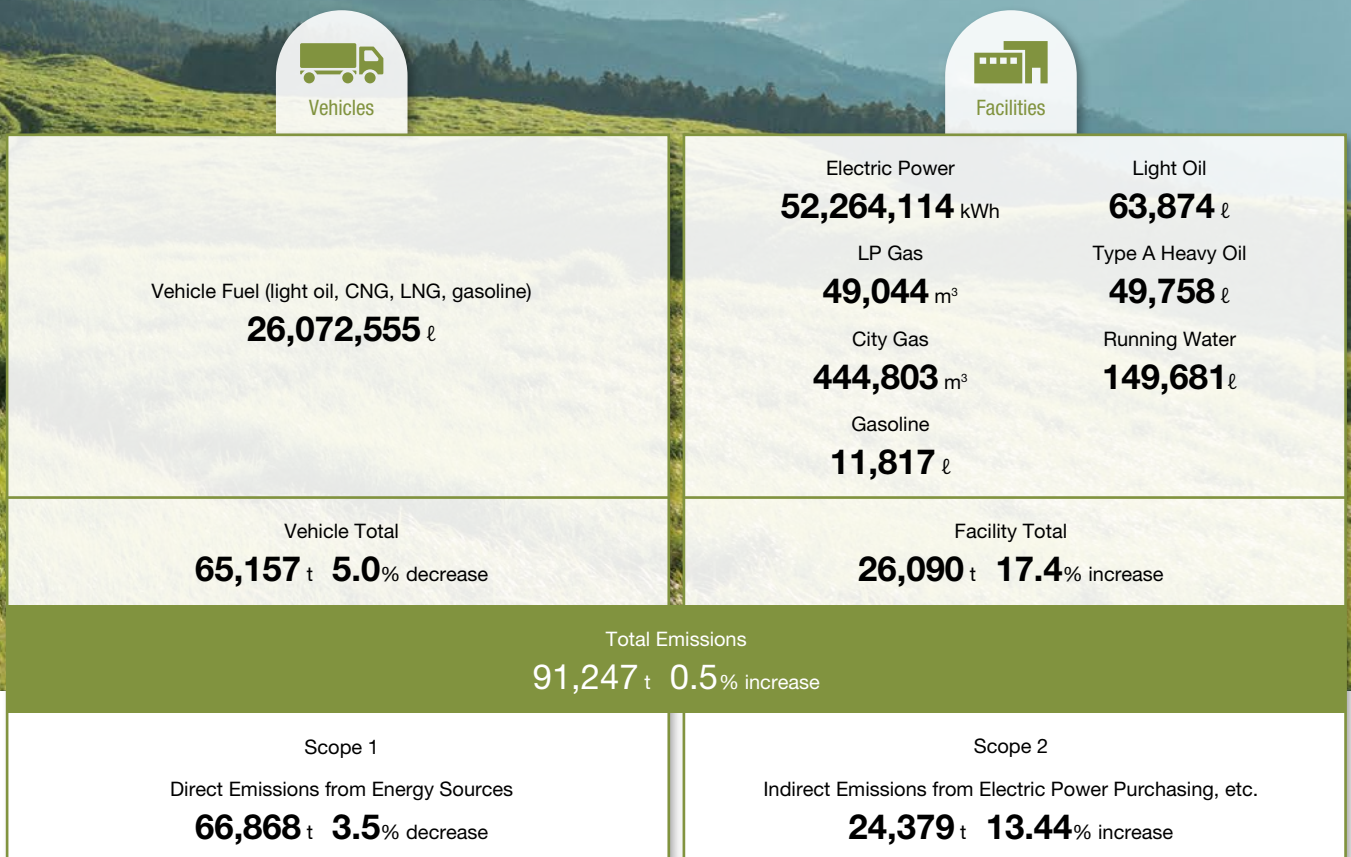 Vehicles
Facilities
Vehicle Fuel (light oil, CNG, LNG, gasoline)
26,072,555 ℓ
Electric Power
52,264,114 kWh
Light Oil
63,874 ℓ
LP Gas
49,044 m³
Type A Heavy Oil
49,758 ℓ
City Gas
444,803 m³
Running Water
149,681ℓ
Gasoline
11,817 ℓ
Vehicle Total
65,157 t 5.0% decrease
Facility Total
26,090 t 17.4% increase
Total Emissions
91,247 t 0.5% increase
Scope 1
Direct Emissions from Energy Sources
66,868 t 3.5% decrease
Scope 2
Indirect Emissions from Electric Power Purchasing, etc.
24,379 t 13.44% increase